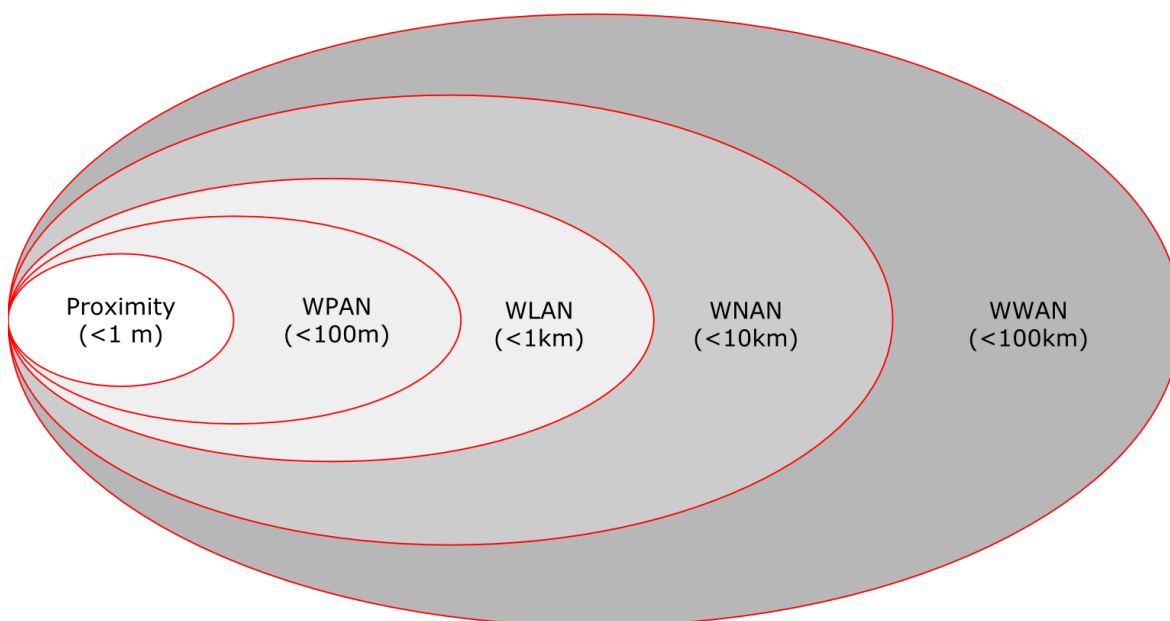 Proximity
(<1 m)
WPAN
(<100m)
WLAN
(<1km)
WNAN
(<10km)
WWAN
(<100km)